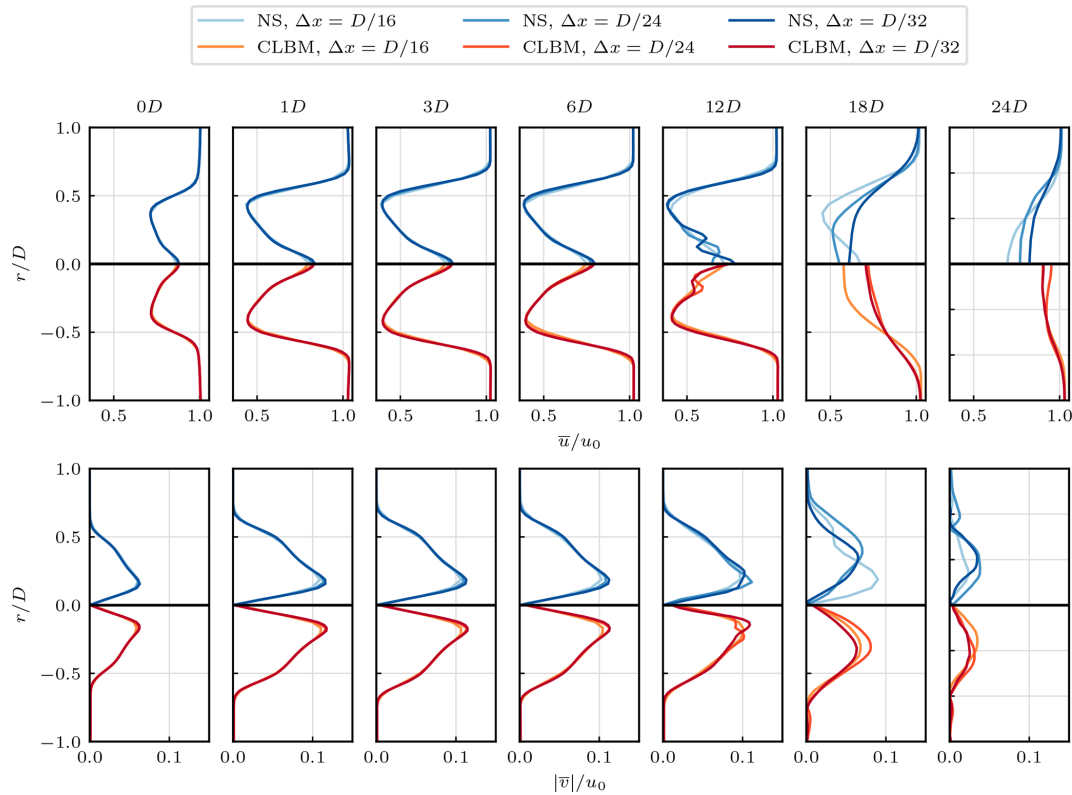 NS, Δx = D/16 NS, Δx = D/24 NS, Δx = D/32
CLBM, Δx = D/16 CLBM, Δx = D/24 CLBM, Δx = D/32
0D 1D 3D 6D 12D 18D 24D
1.0
0.5
0.0
−0.5
−1.0
r/D
0.5 1.0 0.5 1.0 0.5 1.0 0.5 1.0 0.5 1.0 0.5 1.0 0.5 1.0
u̅/u₀
1.0
0.5
0.0
−0.5
−1.0
r/D
0.0 0.1 0.0 0.1 0.0 0.1 0.0 0.1 0.0 0.1 0.0 0.1 0.0 0.1
|v̅|/u₀